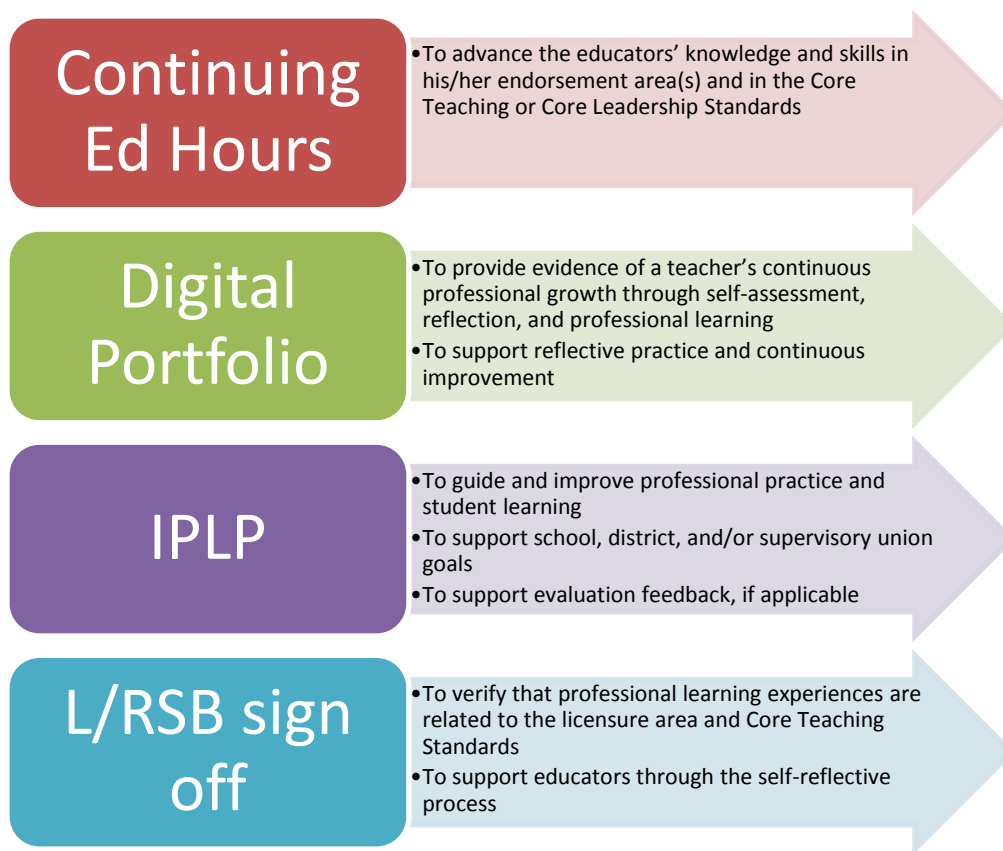 Continuing
Ed Hours
•To advance the educators’ knowledge and skills in
his/her endorsement area(s) and in the Core
Teaching or Core Leadership Standards
Digital
Portfolio
•To provide evidence of a teacher’s continuous
professional growth through self-assessment,
reflection, and professional learning
•To support reflective practice and continuous
improvement
IPLP
•To guide and improve professional practice and
student learning
•To support school, district, and/or supervisory union
goals
•To support evaluation feedback, if applicable
L/RSB sign
off
•To verify that professional learning experiences are
related to the licensure area and Core Teaching
Standards
•To support educators through the self-reflective
process